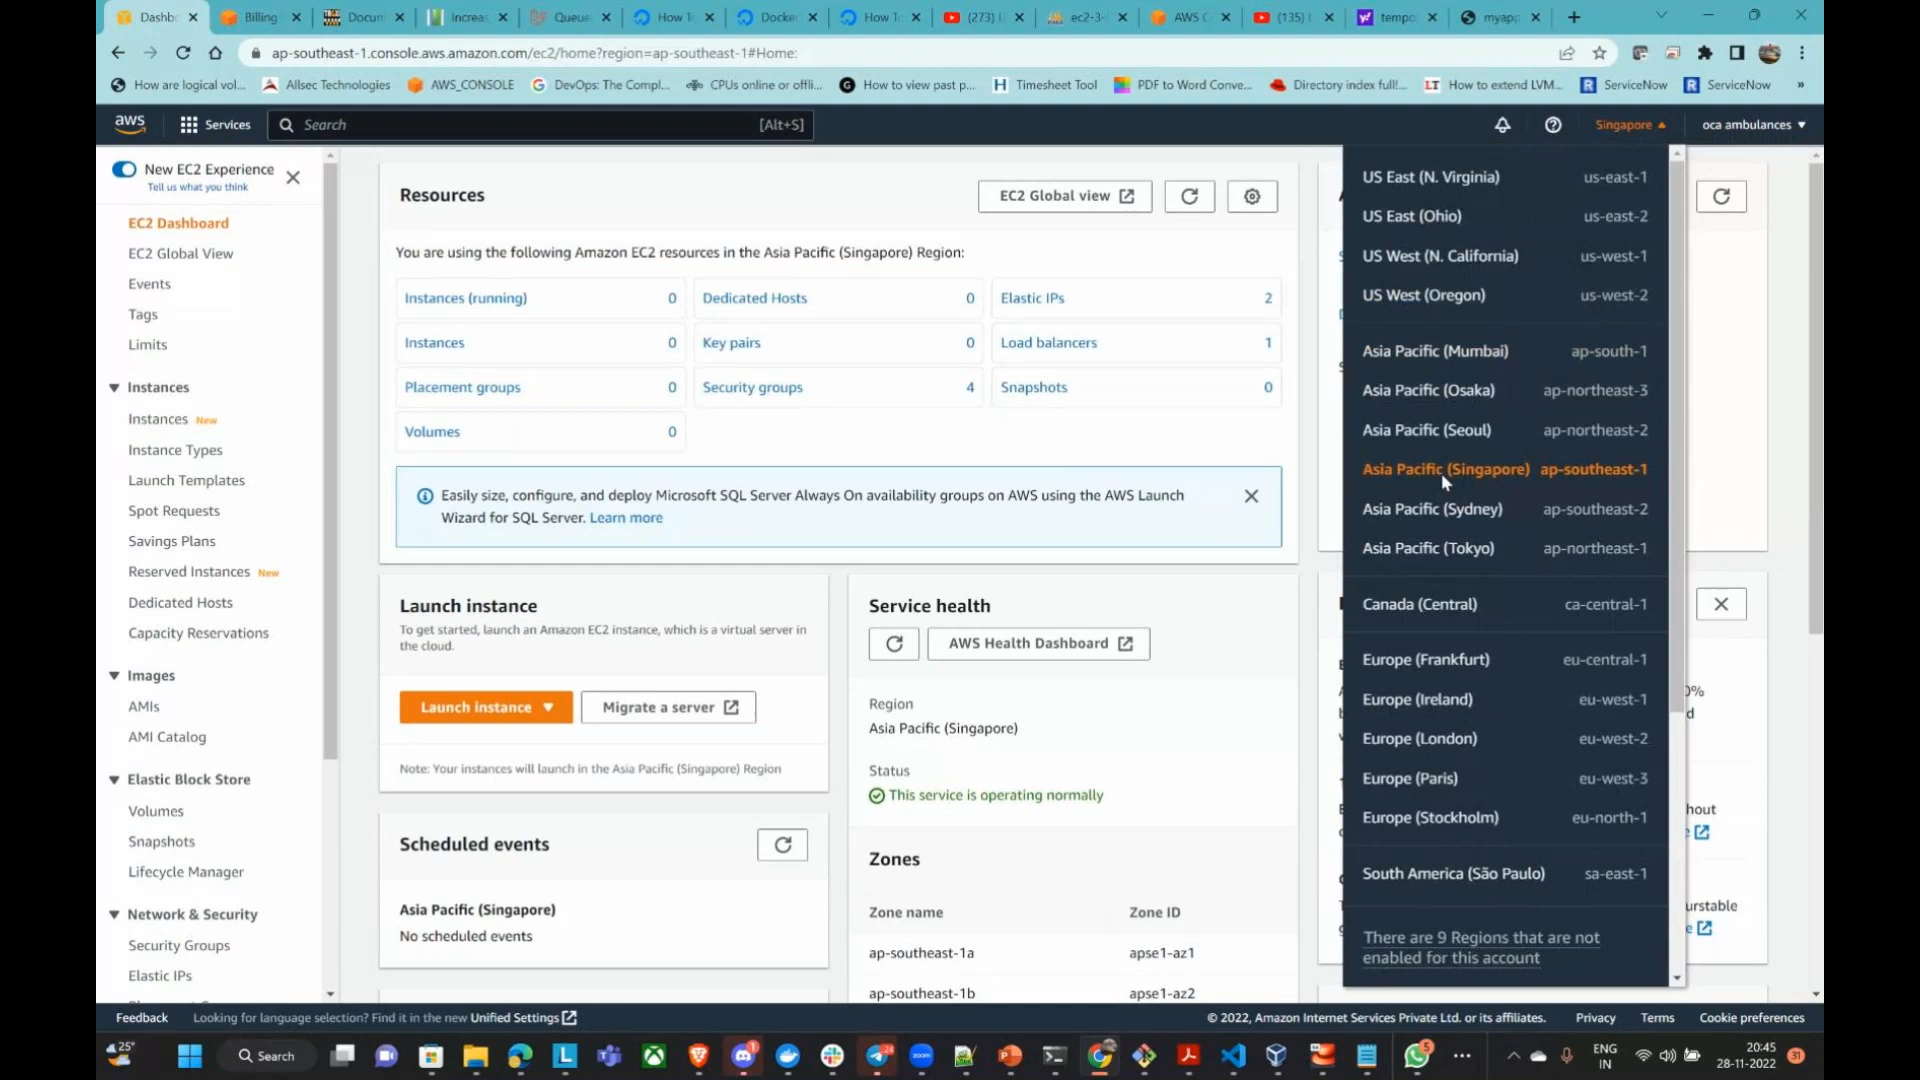 Dashb
Billing
Docum
Increas
Queue
How T
Docke
How T
(273) I
ec2-3-
AWS C
(135) I
tempo
myapp
ap-southeast-1.console.aws.amazon.com/ec2/home?region=ap-southeast-1#Home:
How are logical vol...
Allsec Technologies
AWS_CONSOLE
DevOps: The Compl...
CPUs online or offli...
How to view past p...
Timesheet Tool
PDF to Word Conve...
Directory index full!...
How to extend LVM...
ServiceNow
ServiceNow
»
aws
Services
Search
[Alt+S]
Singapore
oca ambulances
New EC2 Experience
Tell us what you think
EC2 Dashboard
EC2 Global View
Events
Tags
Limits
Instances
Instances New
Instance Types
Launch Templates
Spot Requests
Savings Plans
Reserved Instances New
Dedicated Hosts
Capacity Reservations
Images
AMIs
AMI Catalog
Elastic Block Store
Volumes
Snapshots
Lifecycle Manager
Network & Security
Security Groups
Elastic IPs
Resources
EC2 Global view
You are using the following Amazon EC2 resources in the Asia Pacific (Singapore) Region:
Instances (running) 0
Dedicated Hosts 0
Elastic IPs 2
Instances 0
Key pairs 0
Load balancers 1
Placement groups 0
Security groups 4
Snapshots 0
Volumes 0
Easily size, configure, and deploy Microsoft SQL Server Always On availability groups on AWS using the AWS Launch
Wizard for SQL Server. Learn more
Launch instance
To get started, launch an Amazon EC2 instance, which is a virtual server in
the cloud.
Launch instance
Migrate a server
Note: Your instances will launch in the Asia Pacific (Singapore) Region
Scheduled events
Asia Pacific (Singapore)
No scheduled events
Service health
AWS Health Dashboard
Region
Asia Pacific (Singapore)
Status
This service is operating normally
Zones
Zone name Zone ID
ap-southeast-1a apse1-az1
ap-southeast-1b apse1-az2
US East (N. Virginia) us-east-1
US East (Ohio) us-east-2
US West (N. California) us-west-1
US West (Oregon) us-west-2
Asia Pacific (Mumbai) ap-south-1
Asia Pacific (Osaka) ap-northeast-3
Asia Pacific (Seoul) ap-northeast-2
Asia Pacific (Singapore) ap-southeast-1
Asia Pacific (Sydney) ap-southeast-2
Asia Pacific (Tokyo) ap-northeast-1
Canada (Central) ca-central-1
Europe (Frankfurt) eu-central-1
Europe (Ireland) eu-west-1
Europe (London) eu-west-2
Europe (Paris) eu-west-3
Europe (Stockholm) eu-north-1
South America (São Paulo) sa-east-1
There are 9 Regions that are not
enabled for this account
0%
d
hout
urstable
Feedback
Looking for language selection? Find it in the new Unified Settings
© 2022, Amazon Internet Services Private Ltd. or its affiliates.
Privacy
Terms
Cookie preferences
25°
Search
ENG
IN
20:45
28-11-2022
31